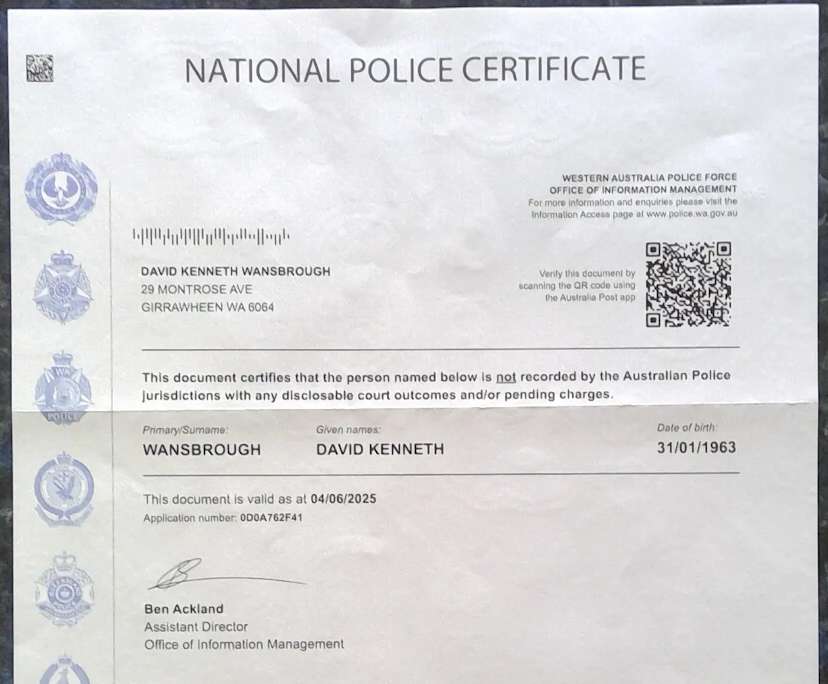 NATIONAL POLICE CERTIFICATE
WESTERN AUSTRALIA POLICE FORCE
OFFICE OF INFORMATION MANAGEMENT
For more information and enquiries please visit the
Information Access page at www.police.wa.gov.au
DAVID KENNETH WANSBROUGH
29 MONTROSE AVE
GIRRAWHEEN WA 6064
Verify this document by
scanning the QR code using
the Australia Post app
This document certifies that the person named below is not recorded by the Australian Police
jurisdictions with any disclosable court outcomes and/or pending charges.
Primary/Surname: Given names: Date of birth:
WANSBROUGH DAVID KENNETH 31/01/1963
This document is valid as at 04/06/2025
Application number: 0D0A762F41
Ben Ackland
Assistant Director
Office of Information Management
WA
POLICE